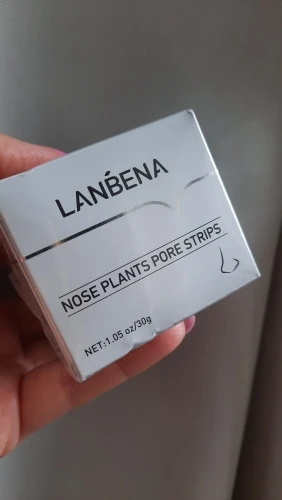 LANBENA
NOSE PLANTS PORE STRIPS
NET:1.05 oz/30g